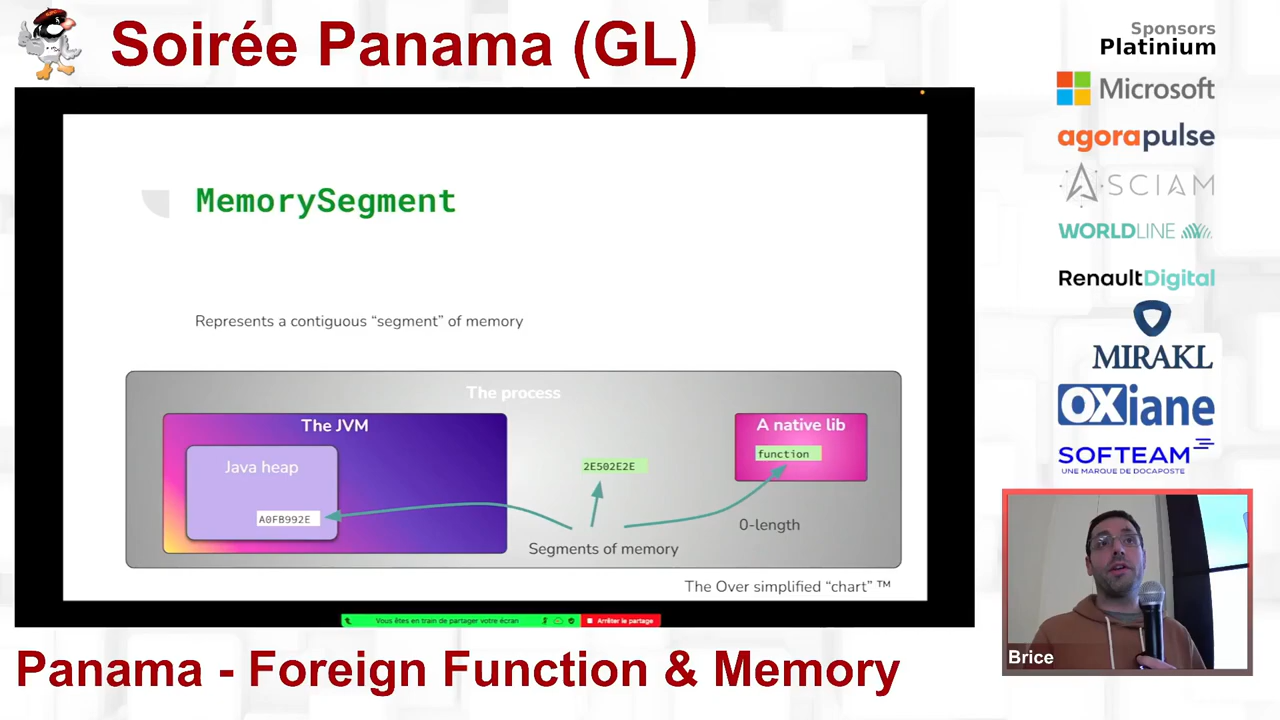 Soirée Panama (GL)
MemorySegment
Represents a contiguous “segment” of memory
The process
The JVM
A native lib
function
Java heap
2E502E2E
A0FB992E
0-length
Segments of memory
The Over simplified “chart” ™
Vous êtes en train de partager votre écran
Arrêter le partage
Panama - Foreign Function & Memory
Sponsors
Platinium
Microsoft
agorapulse
ASCIAM
WORLDLINE
RenaultDigital
MIRAKL
OXiane
SOFTEAM
UNE MARQUE DE DOCAPOSTE
Brice